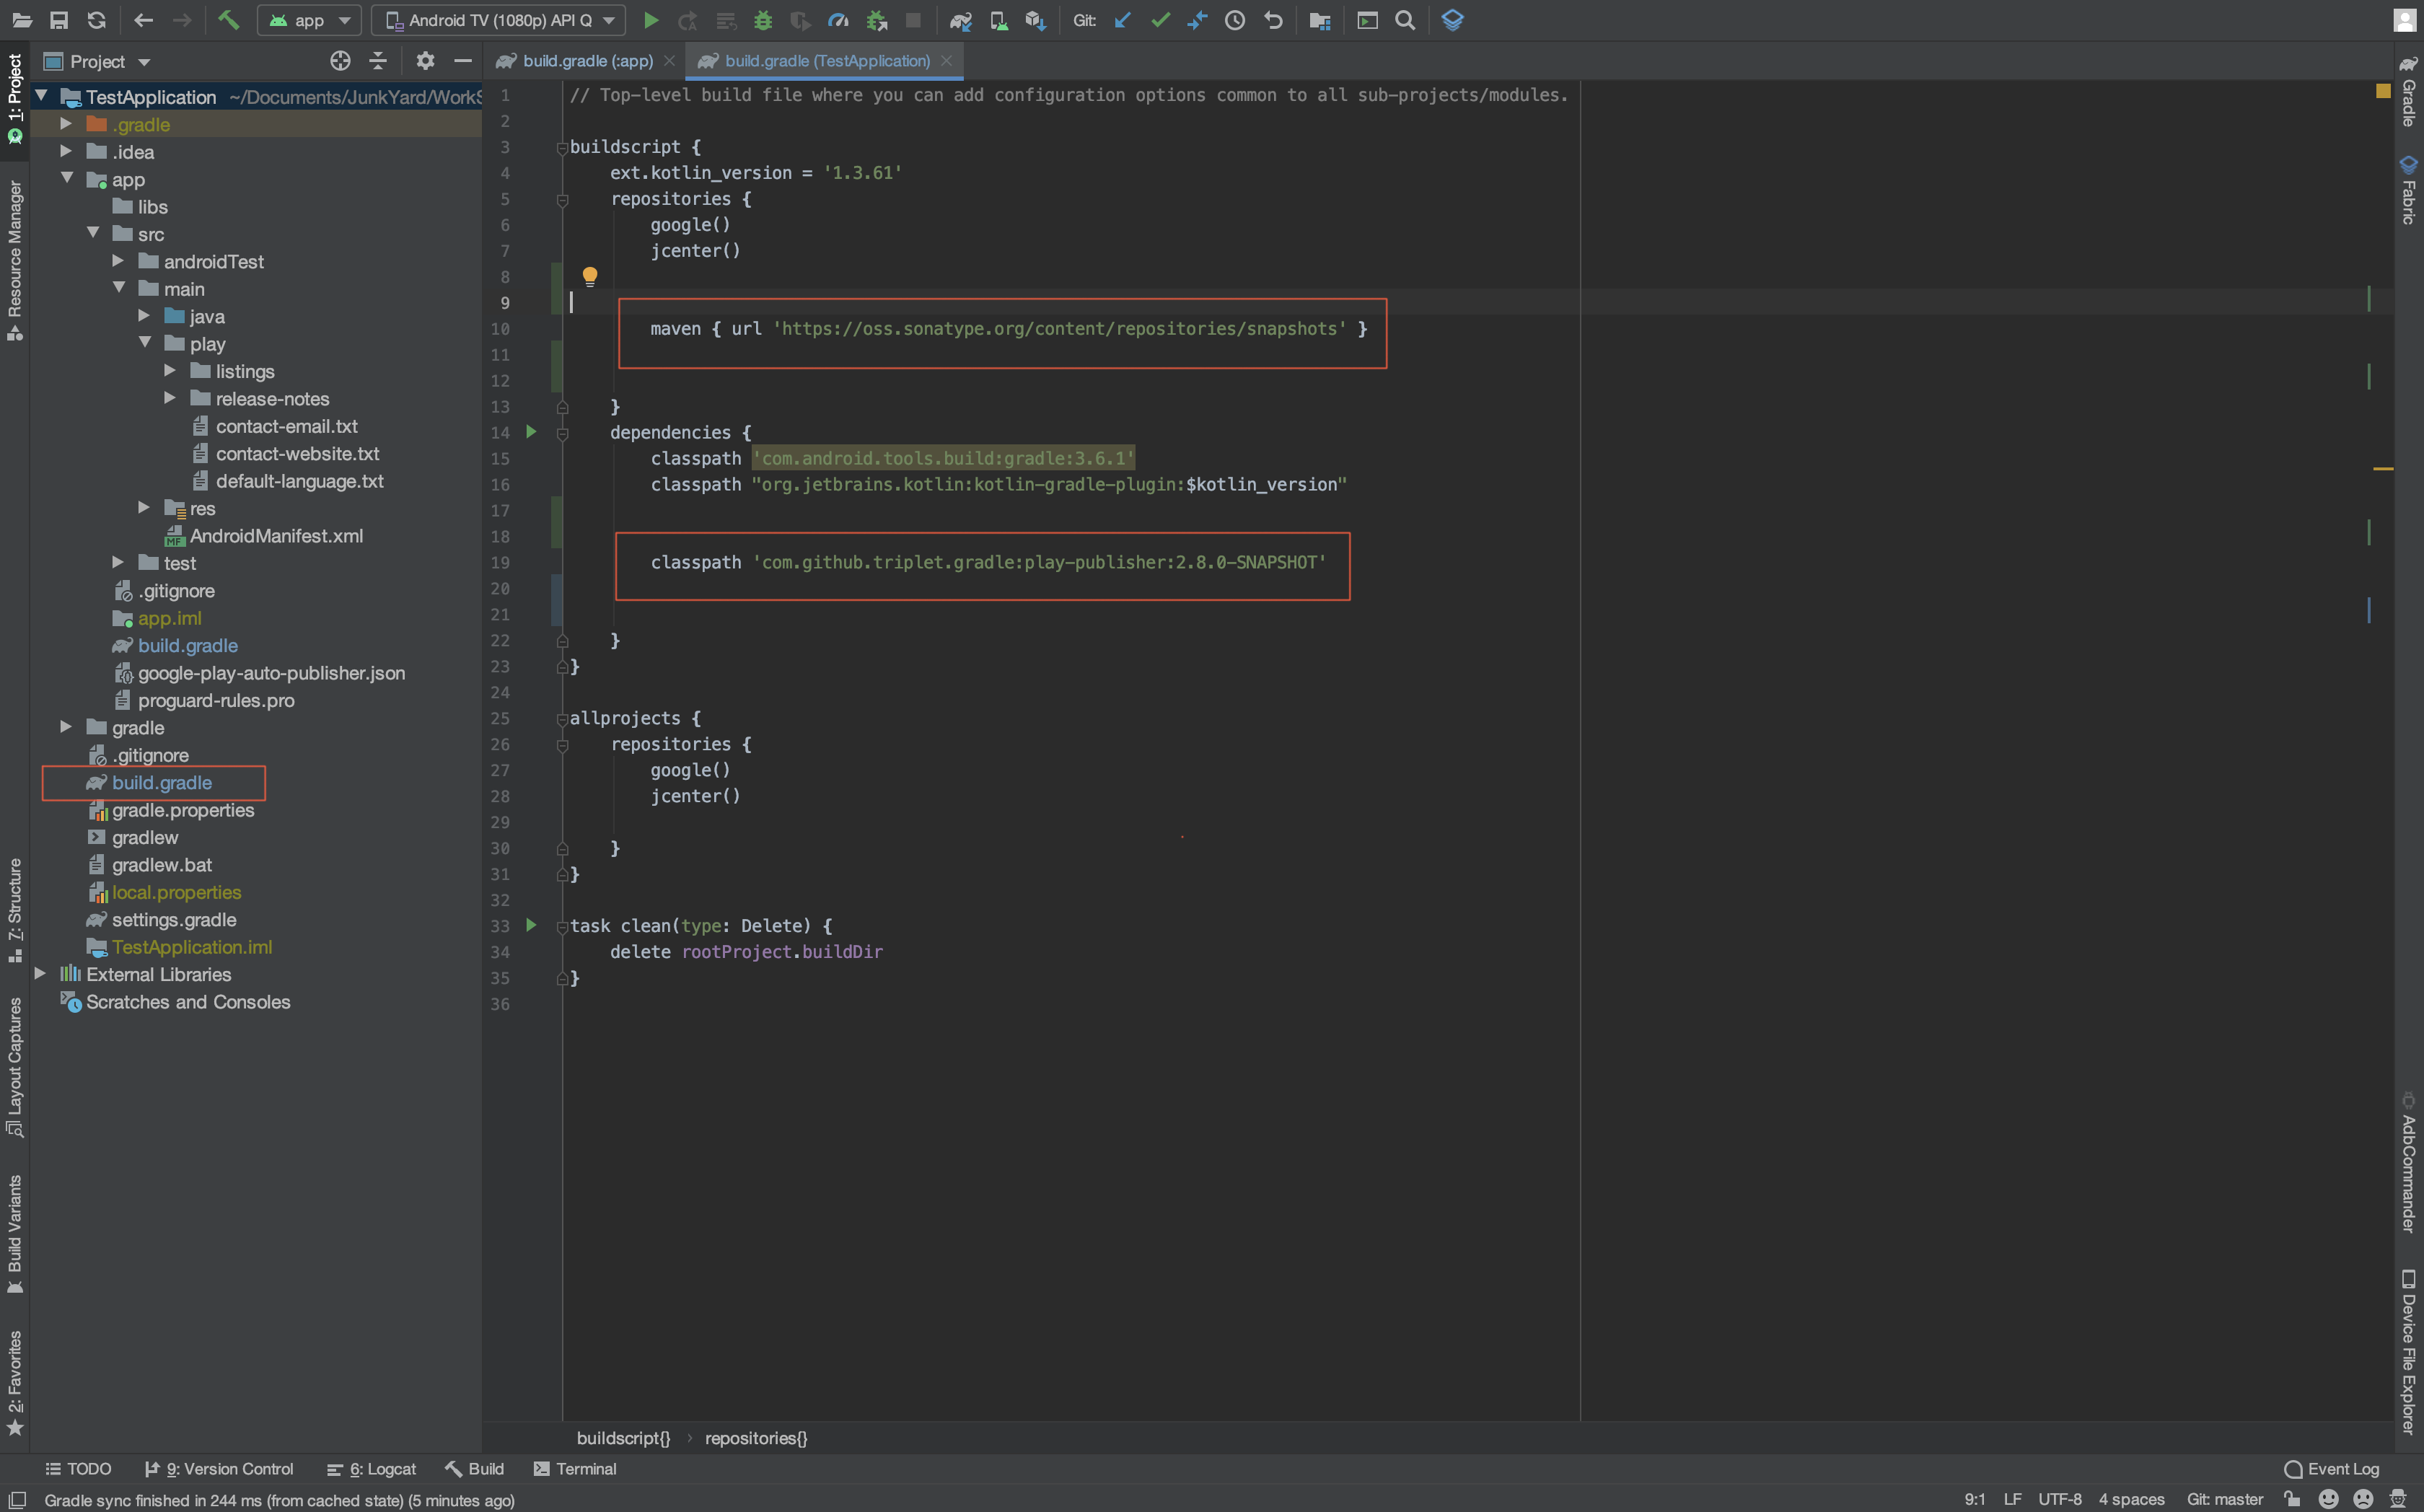 app
Android TV (1080p) API Q
Git:
Project
build.gradle (:app)
build.gradle (TestApplication)
1: Project
Resource Manager
7: Structure
Layout Captures
Build Variants
2: Favorites
TestApplication ~/Documents/JunkYard/WorkS
.gradle
.idea
app
libs
src
androidTest
main
java
play
listings
release-notes
contact-email.txt
contact-website.txt
default-language.txt
res
AndroidManifest.xml
test
.gitignore
app.iml
build.gradle
google-play-auto-publisher.json
proguard-rules.pro
gradle
.gitignore
build.gradle
gradle.properties
gradlew
gradlew.bat
local.properties
settings.gradle
TestApplication.iml
External Libraries
Scratches and Consoles
1 // Top-level build file where you can add configuration options common to all sub-projects/modules.
2
3 buildscript {
4 ext.kotlin_version = '1.3.61'
5 repositories {
6 google()
7 jcenter()
8
9
10 maven { url 'https://oss.sonatype.org/content/repositories/snapshots' }
11
12
13 }
14 dependencies {
15 classpath 'com.android.tools.build:gradle:3.6.1'
16 classpath "org.jetbrains.kotlin:kotlin-gradle-plugin:$kotlin_version"
17
18
19 classpath 'com.github.triplet.gradle:play-publisher:2.8.0-SNAPSHOT'
20
21
22 }
23 }
24
25 allprojects {
26 repositories {
27 google()
28 jcenter()
29
30 }
31 }
32
33 task clean(type: Delete) {
34 delete rootProject.buildDir
35 }
36
Gradle
Fabric
AdbCommander
Device File Explorer
buildscript{} › repositories{}
TODO
9: Version Control
6: Logcat
Build
Terminal
Event Log
Gradle sync finished in 244 ms (from cached state) (5 minutes ago)
9:1 LF UTF-8 4 spaces Git: master